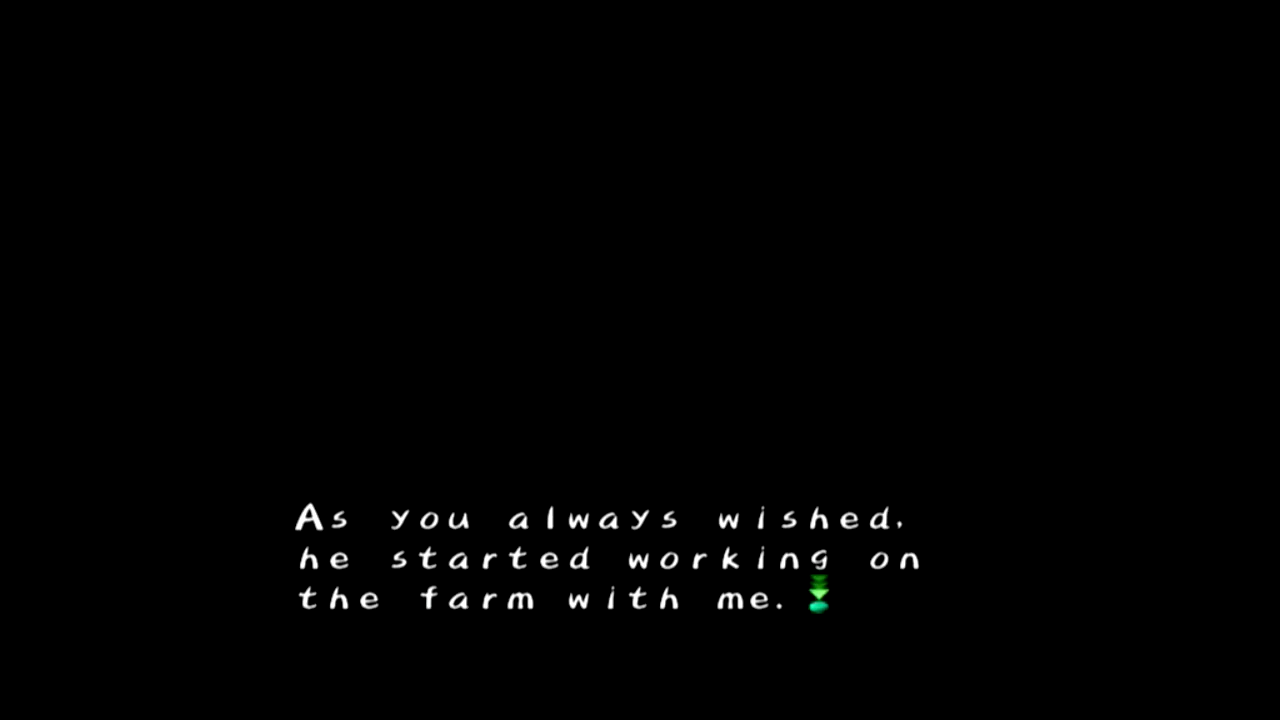 As you always wished,
he started working on
the farm with me.